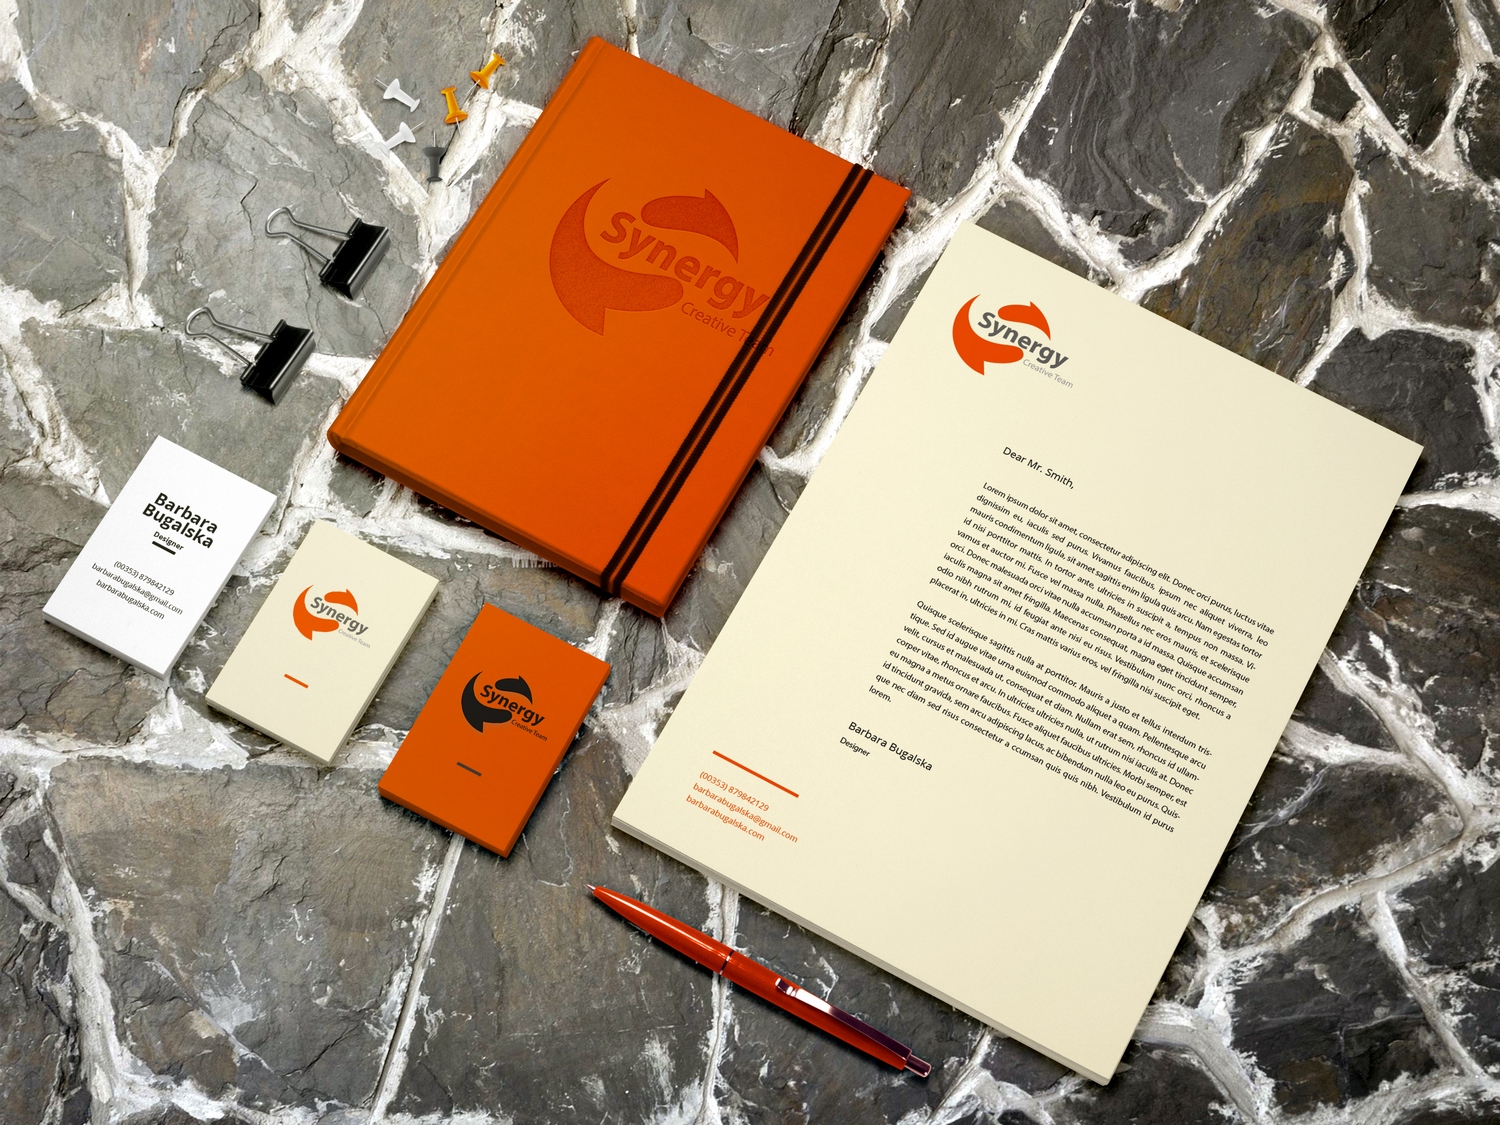 Synergy
Creative Team
Synergy
Creative Team
Dear Mr. Smith,
Lorem ipsum dolor sit amet, consectetur adipiscing elit. Donec orci purus, luctus vitae
dignissim eu, iaculis sed purus. Vivamus faucibus, ipsum nec aliquet viverra, leo
mauris condimentum ligula, sit amet sagittis enim ligula quis arcu. Nam egestas tortor
id nisi porttitor mattis. In tortor ante, ultricies in suscipit a, tempus non massa. Vi-
vamus et auctor mi. Fusce vel massa nulla. Phasellus nec eros mauris, et scelerisque
orci. Donec malesuada orci vitae nulla accumsan porta a id massa. Quisque accumsan
iaculis magna sit amet fringilla. Maecenas consequat, magna eget tincidunt semper,
odio nibh rutrum mi, id feugiat ante nisi eu risus. Vestibulum nunc orci, rhoncus a
placerat in, ultricies in mi. Cras mattis varius eros, vel fringilla nisi suscipit eget.
Quisque scelerisque sagittis nulla at porttitor. Mauris a justo et tellus interdum tris-
tique. Sed id augue vitae urna euismod commodo aliquet a quam. Pellentesque arcu
velit, cursus et malesuada ut, consequat et diam. Nullam erat sem, rhoncus id ullam-
corper vitae, rhoncus et arcu. In ultricies ultricies nulla, ut rutrum nisi iaculis at. Donec
eu magna a metus ornare faucibus. Fusce aliquet faucibus ultricies. Morbi semper, est
id tincidunt gravida, sem arcu adipiscing lacus, ac bibendum nulla leo eu purus. Quis-
que nec diam sed risus consectetur a ccumsan quis quis nibh. Vestibulum id purus
lorem.
Barbara Bugalska
Designer
(00353) 879842129
barbarabugalska@gmail.com
barbarabugalska.com
Barbara
Bugalska
Designer
(00353) 879842129
barbarabugalska@gmail.com
barbarabugalska.com
Synergy
Creative Team
Synergy
Creative Team